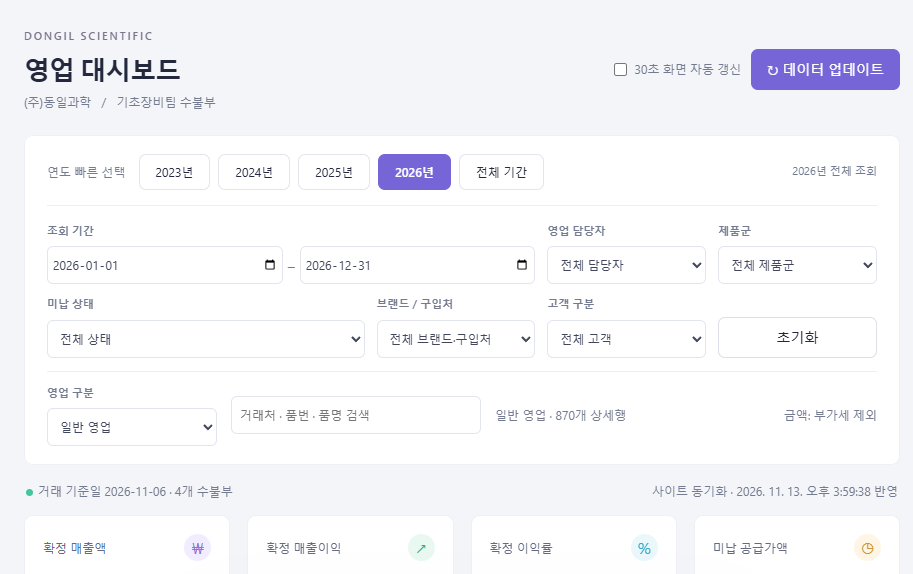 DONGIL SCIENTIFIC
영업 대시보드
30초 화면 자동 갱신
↻ 데이터 업데이트
(주)동일과학 / 기초장비팀 수불부
연도 빠른 선택 2023년 2024년 2025년 2026년 전체 기간 2026년 전체 조회
조회 기간 영업 담당자 제품군
2026-01-01 – 2026-12-31 전체 담당자 전체 제품군
미납 상태 브랜드 / 구입처 고객 구분
전체 상태 전체 브랜드·구입처 전체 고객 초기화
영업 구분
일반 영업 거래처 · 품번 · 품명 검색 일반 영업 · 870개 상세행 금액: 부가세 제외
거래 기준일 2026-11-06 · 4개 수불부 사이트 동기화 · 2026. 11. 13. 오후 3:59:38 반영
확정 매출액 ₩ 확정 매출이익 ↗ 확정 이익률 % 미납 공급가액 ◷